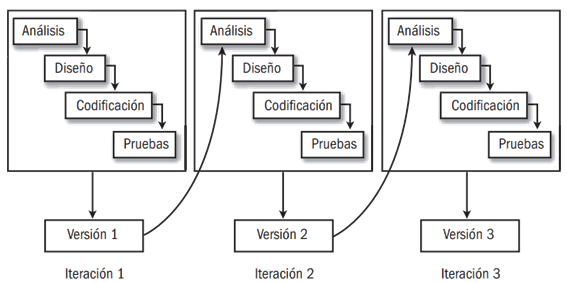 Análisis
Diseño
Codificación
Pruebas
Análisis
Diseño
Codificación
Pruebas
Análisis
Diseño
Codificación
Pruebas
Versión 1
Versión 2
Versión 3
Iteración 1
Iteración 2
Iteración 3